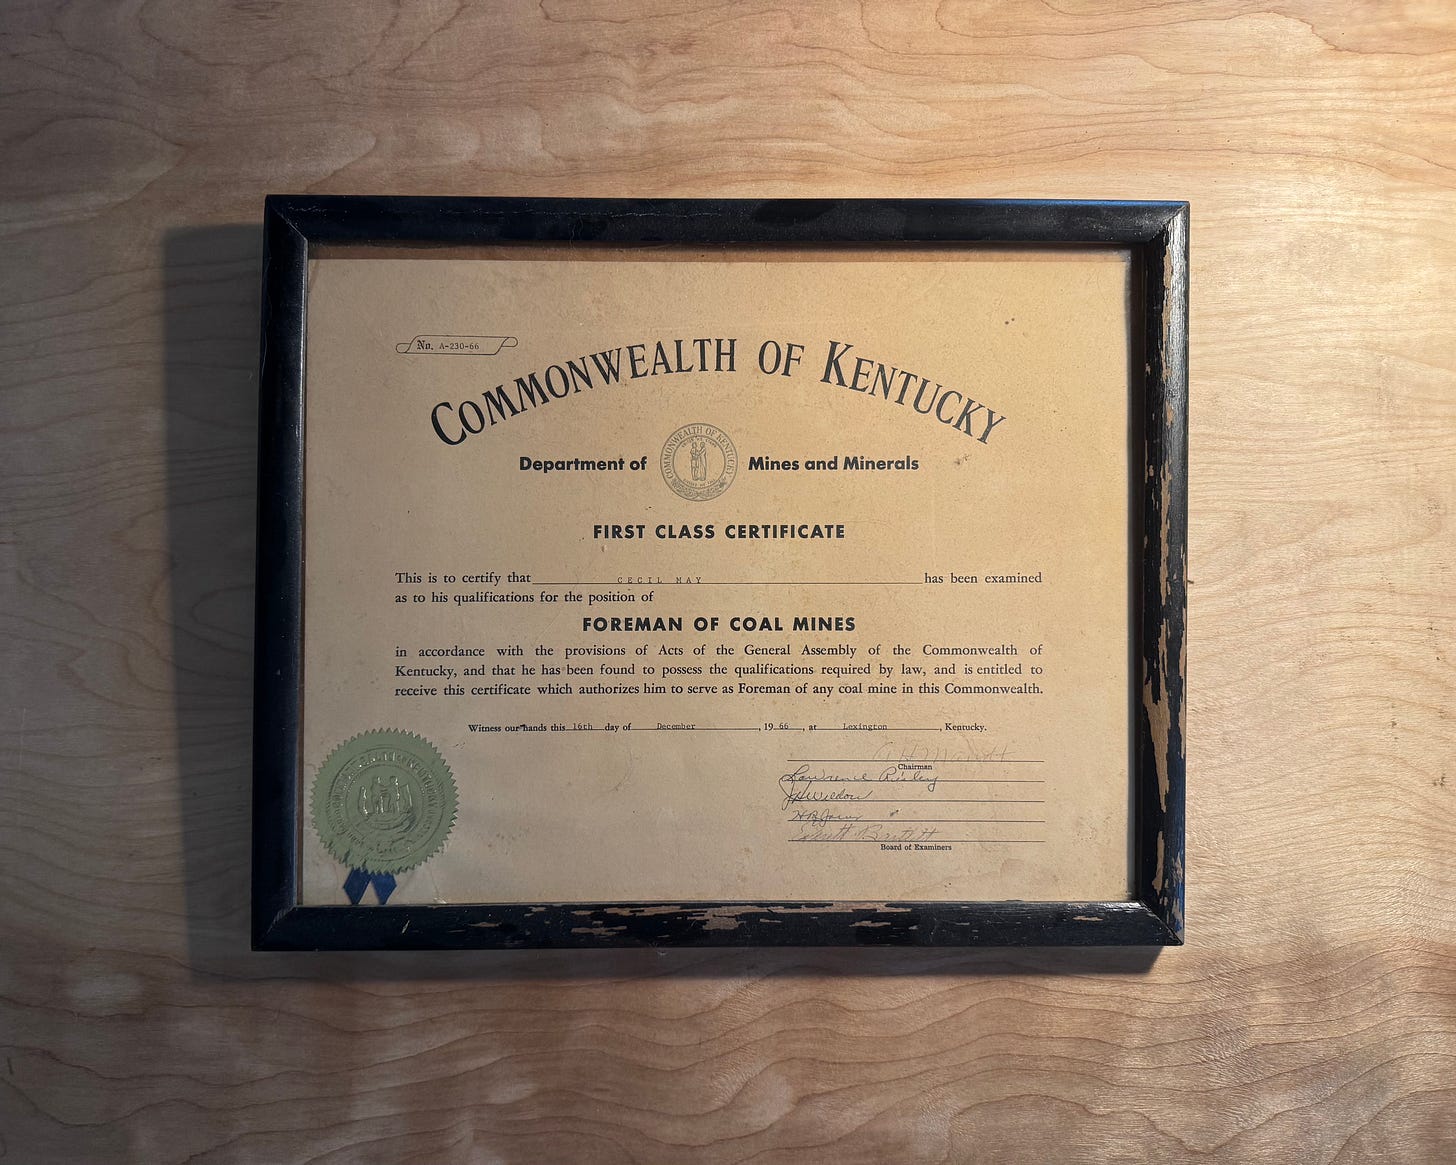 No. A-230-66
COMMONWEALTH OF KENTUCKY
Department of Mines and Minerals
COMMONWEALTH OF KENTUCKY
FIRST CLASS CERTIFICATE
This is to certify that CECIL MAY has been examined
as to his qualifications for the position of
FOREMAN OF COAL MINES
in accordance with the provisions of Acts of the General Assembly of the Commonwealth of
Kentucky, and that he has been found to possess the qualifications required by law, and is entitled to
receive this certificate which authorizes him to serve as Foreman of any coal mine in this Commonwealth.
Witness our hands this 16th day of December, 19 66, at Lexington, Kentucky.
Chairman
Lawrence
Board of Examiners